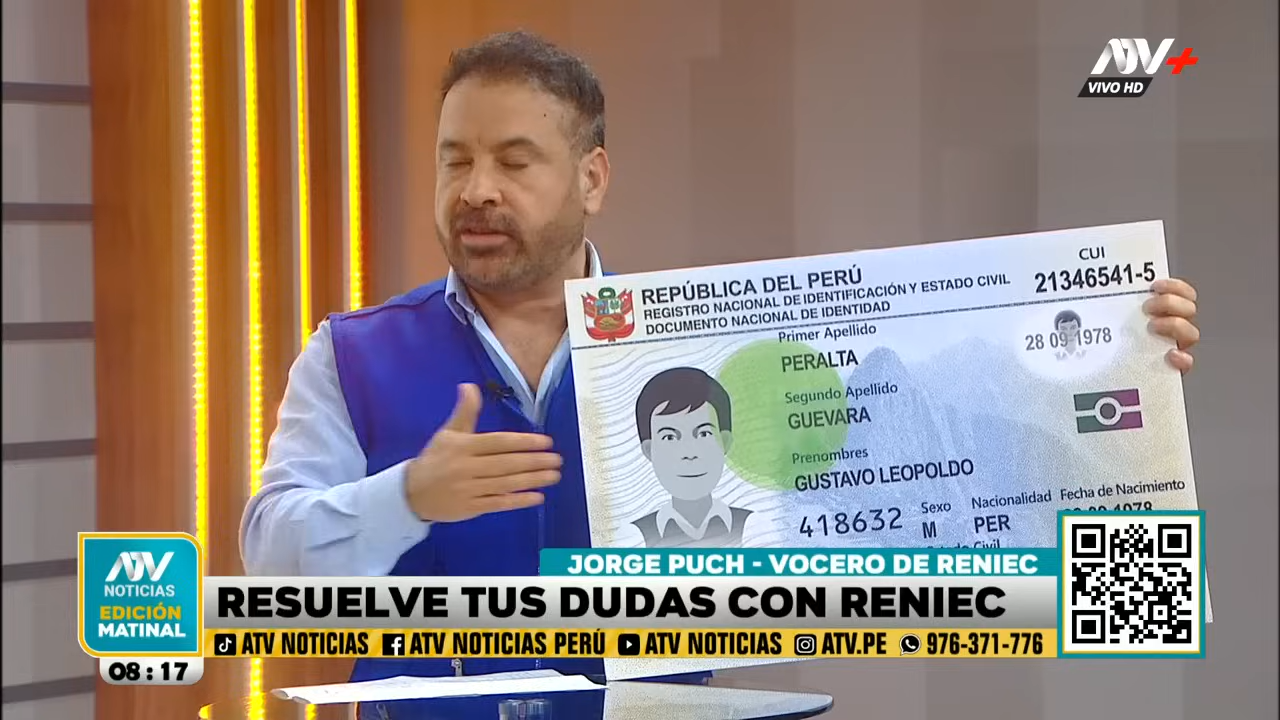 ATV+
VIVO HD
REPÚBLICA DEL PERÚ
REGISTRO NACIONAL DE IDENTIFICACIÓN Y ESTADO CIVIL
DOCUMENTO NACIONAL DE IDENTIDAD
CUI
21346541-5
Primer Apellido
PERALTA
28 09 1978
Segundo Apellido
GUEVARA
Prenombres
GUSTAVO LEOPOLDO
418632
Sexo
M
Nacionalidad
PER
Fecha de Nacimiento
JORGE PUCH - VOCERO DE RENIEC
RESUELVE TUS DUDAS CON RENIEC
ATV NOTICIAS ATV NOTICIAS PERÚ ATV NOTICIAS ATV.PE 976-371-776
ATV
NOTICIAS
EDICIÓN
MATINAL
08:17